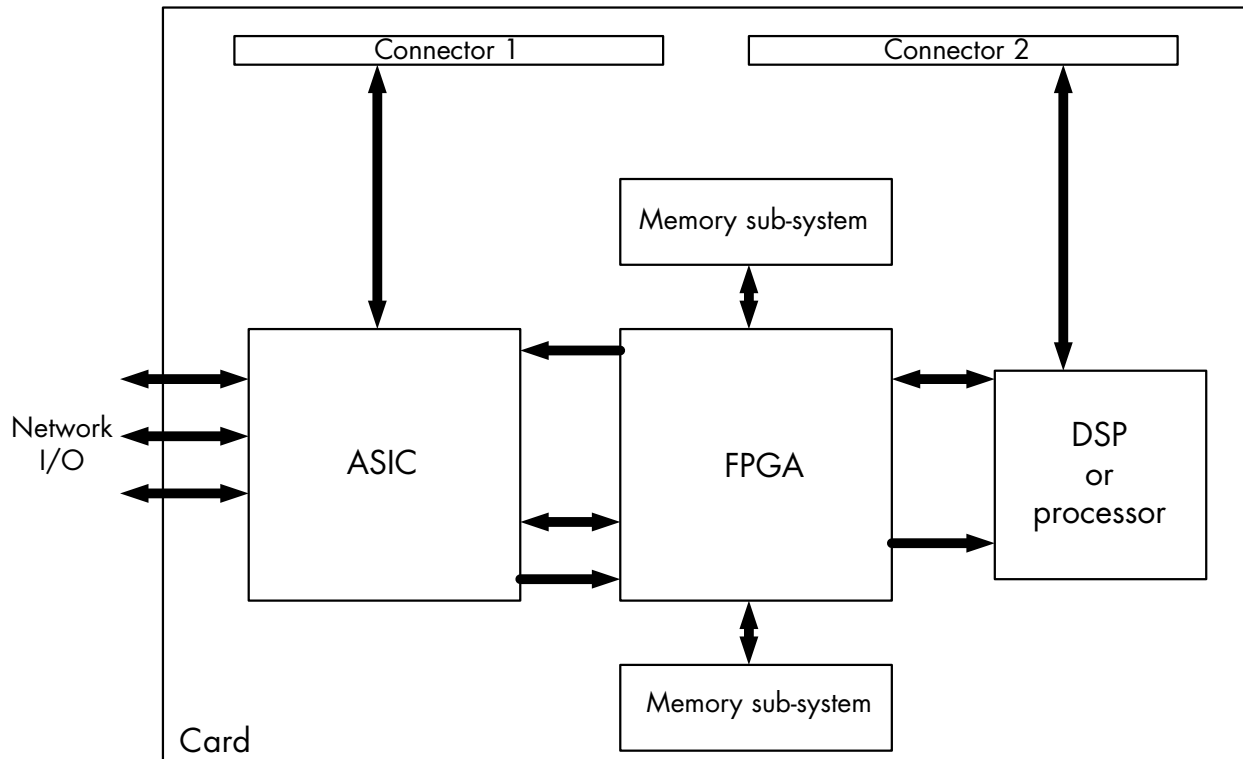 Connector 1
Connector 2
Memory sub-system
Network
I/O
ASIC
FPGA
DSP
or
processor
Memory sub-system
Card